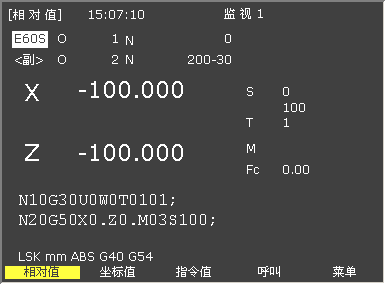 [相 对 值] 15:07:10 监 视 1
E60S O 1 N 0
<副> O 2 N 200-30
X -100.000 S 0
100
T 1
Z -100.000 M
Fc 0.00
N10G30U0W0T0101;
N20G50X0.Z0.M03S100;
LSK mm ABS G40 G54
相对值 坐标值 指令值 呼叫 菜单